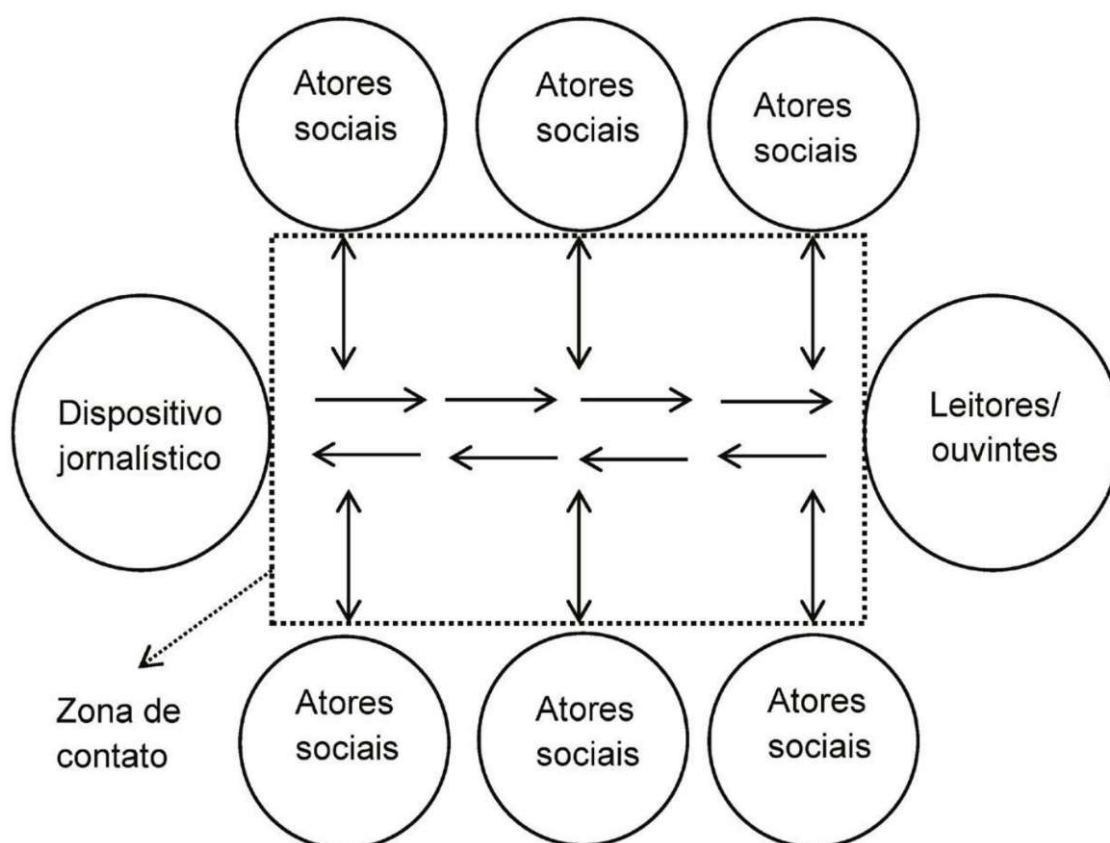 Atores
sociais
Atores
sociais
Atores
sociais
Dispositivo
jornalístico
Leitores/
ouvintes
Zona de
contato
Atores
sociais
Atores
sociais
Atores
sociais